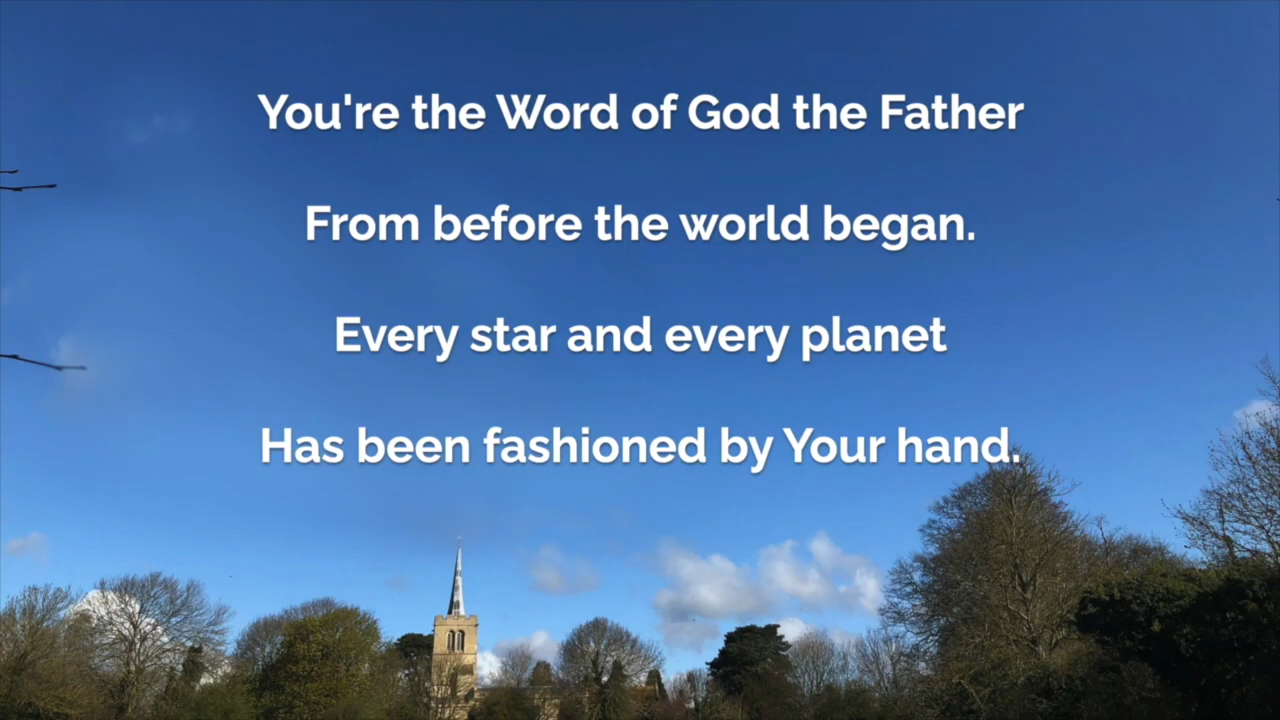 You're the Word of God the Father
From before the world began.
Every star and every planet
Has been fashioned by Your hand.